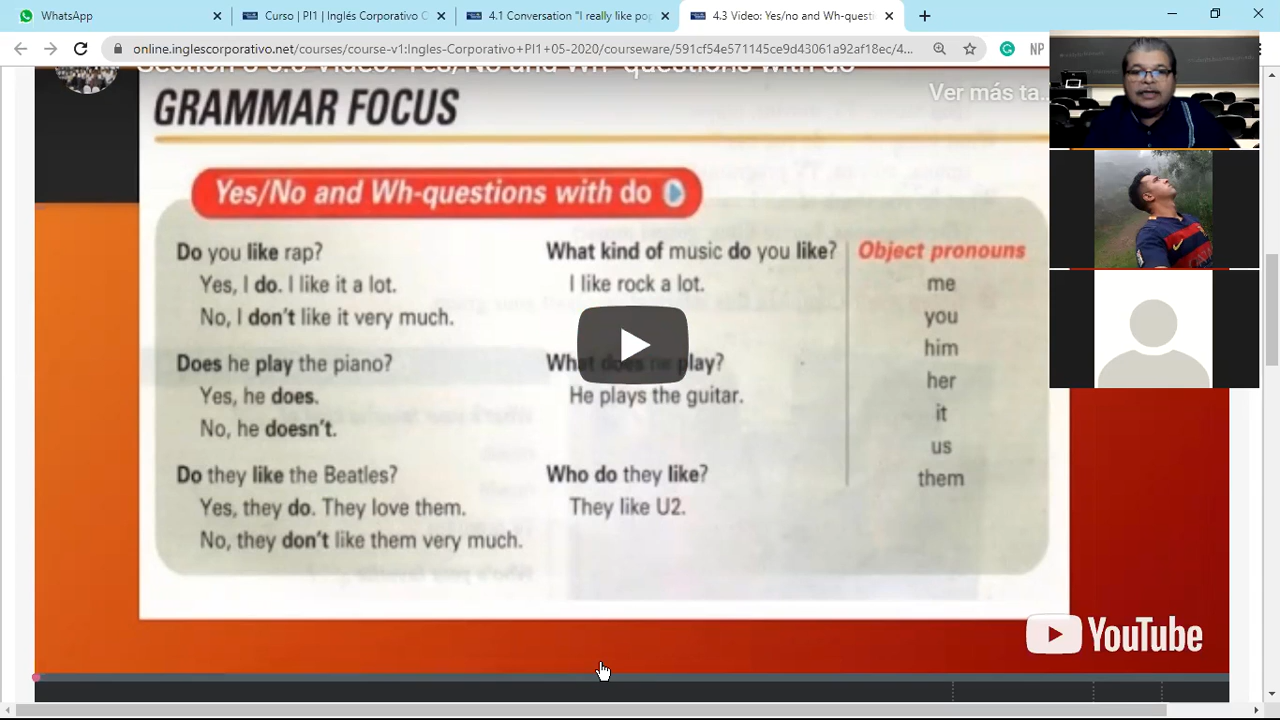 WhatsApp
Curso | PI1 | Inglés Corporativo G
4.1 Conversation "I really like pop
4.3 Video: Yes/no and Wh-questi
online.inglescorporativo.net/courses/course-v1:Ingles-Corporativo+PI1+05-2020/courseware/591cf54e571145ce9d43061a92af18ec/4...
NP
Ver más ta...
GRAMMAR FOCUS
Yes/No and Wh-questions with do
Do you like rap?
Yes, I do. I like it a lot.
No, I don't like it very much.
Does he play the piano?
Yes, he does.
No, he doesn't.
Do they like the Beatles?
Yes, they do. They love them.
No, they don't like them very much.
What kind of music do you like?
I like rock a lot.
What does he play?
He plays the guitar.
Who do they like?
They like U2.
Object pronouns
me
you
him
her
it
us
them
YouTube